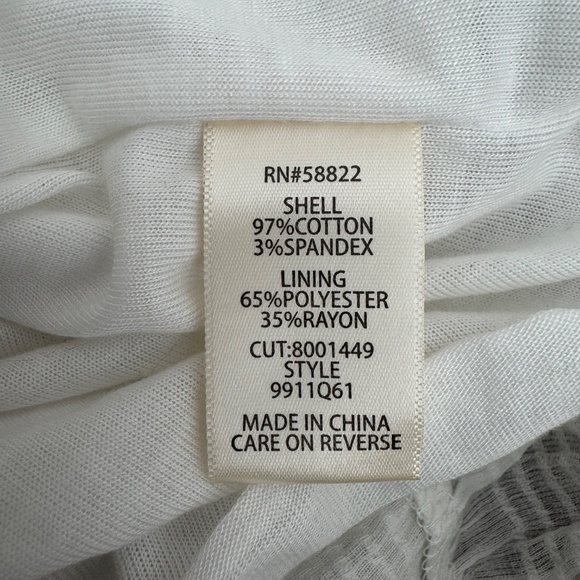 RN#58822
SHELL
97%COTTON
3%SPANDEX
LINING
65%POLYESTER
35%RAYON
CUT:8001449
STYLE
9911Q61
MADE IN CHINA
CARE ON REVERSE